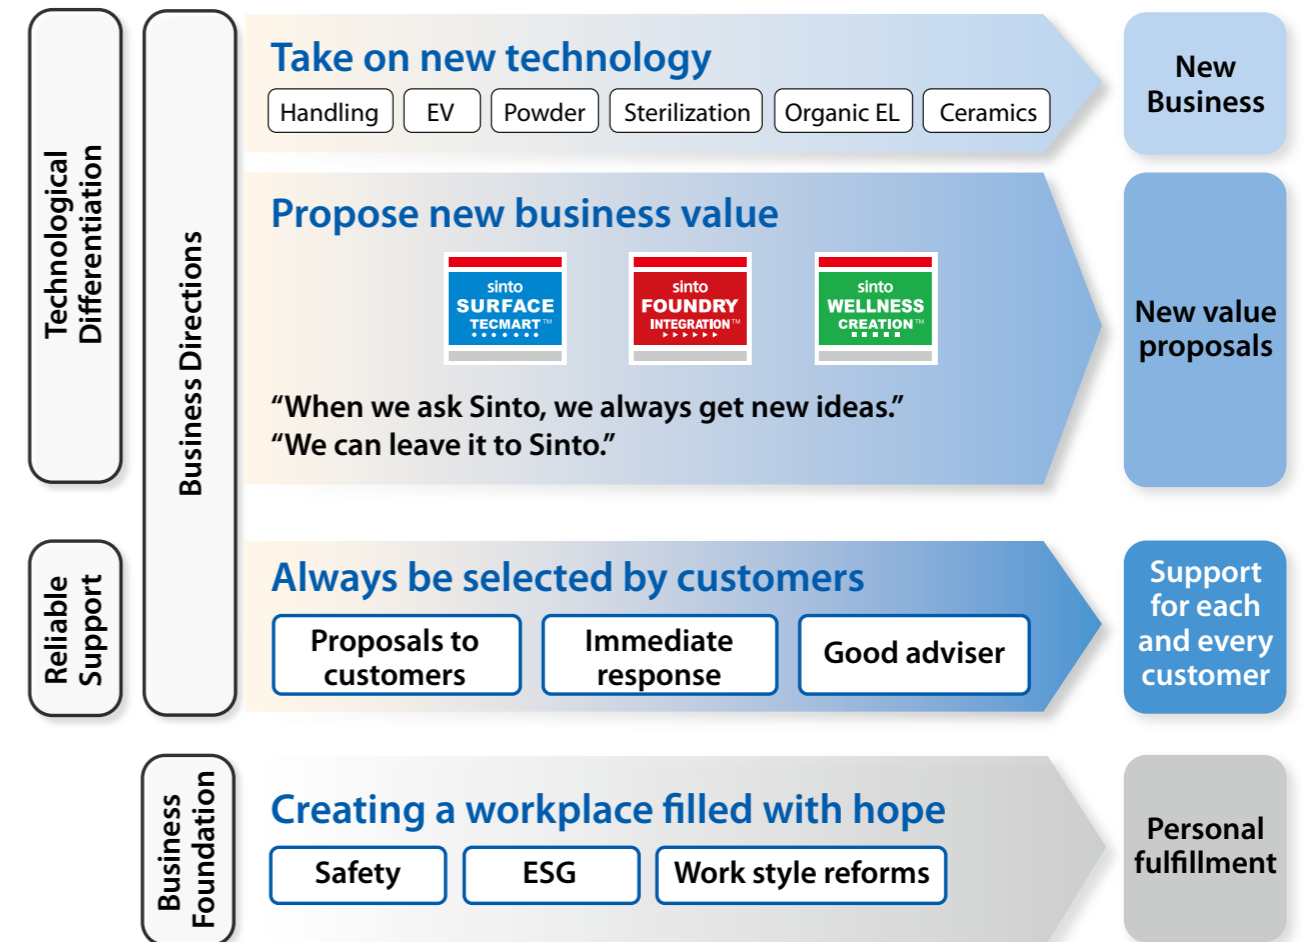 Technological
Differentiation
Business Directions
Take on new technology
Handling
EV
Powder
Sterilization
Organic EL
Ceramics
New
Business
Propose new business value
sinto
SURFACE
TECMART™
sinto
FOUNDRY
INTEGRATION™
sinto
WELLNESS
CREATION™
“When we ask Sinto, we always get new ideas.”
“We can leave it to Sinto.”
New value
proposals
Reliable
Support
Always be selected by customers
Proposals to
customers
Immediate
response
Good adviser
Support
for each
and every
customer
Business
Foundation
Creating a workplace filled with hope
Safety
ESG
Work style reforms
Personal
fulfillment